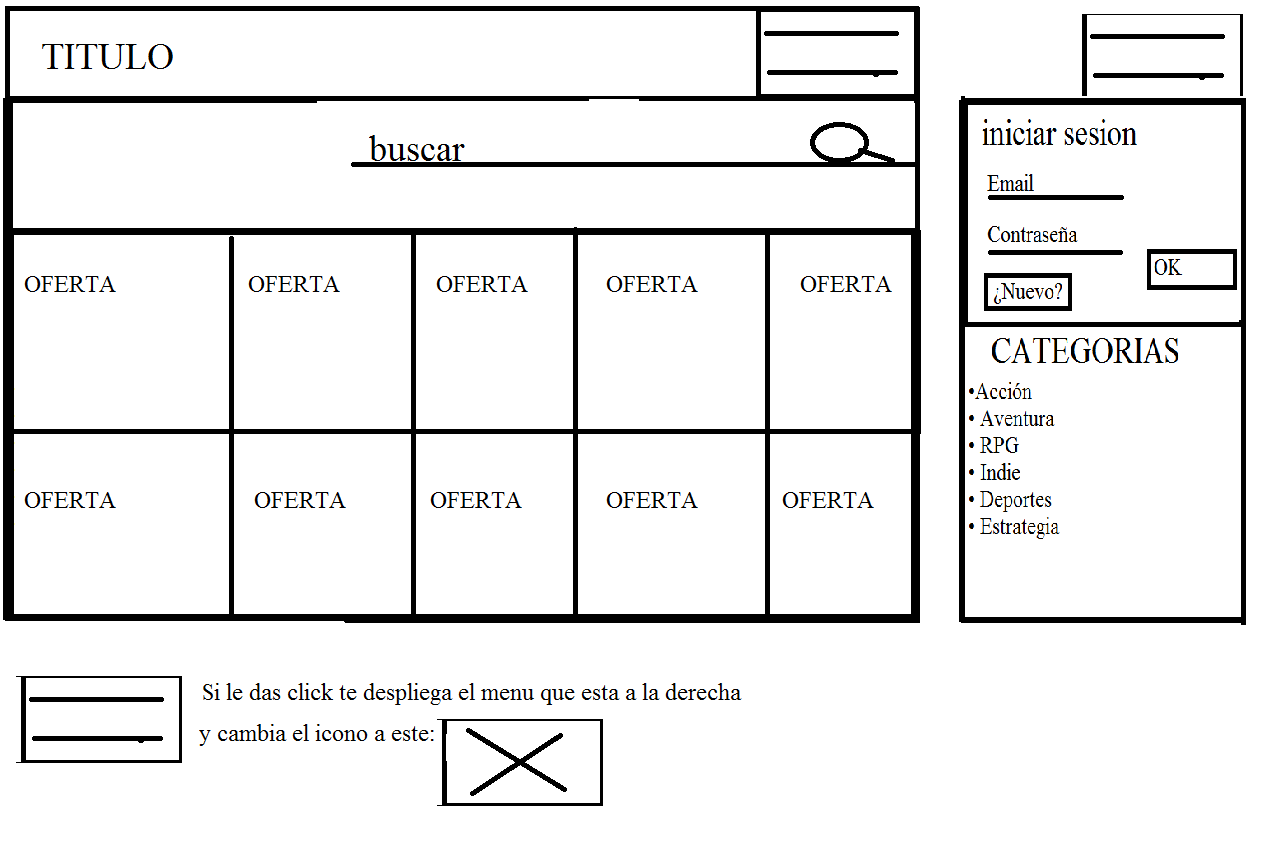 TITULO
buscar
OFERTA OFERTA OFERTA OFERTA OFERTA
OFERTA OFERTA OFERTA OFERTA OFERTA
iniciar sesion
Email
Contraseña
OK
¿Nuevo?
CATEGORIAS
•Acción
• Aventura
• RPG
• Indie
• Deportes
• Estrategia
Si le das click te despliega el menu que esta a la derecha
y cambia el icono a este: